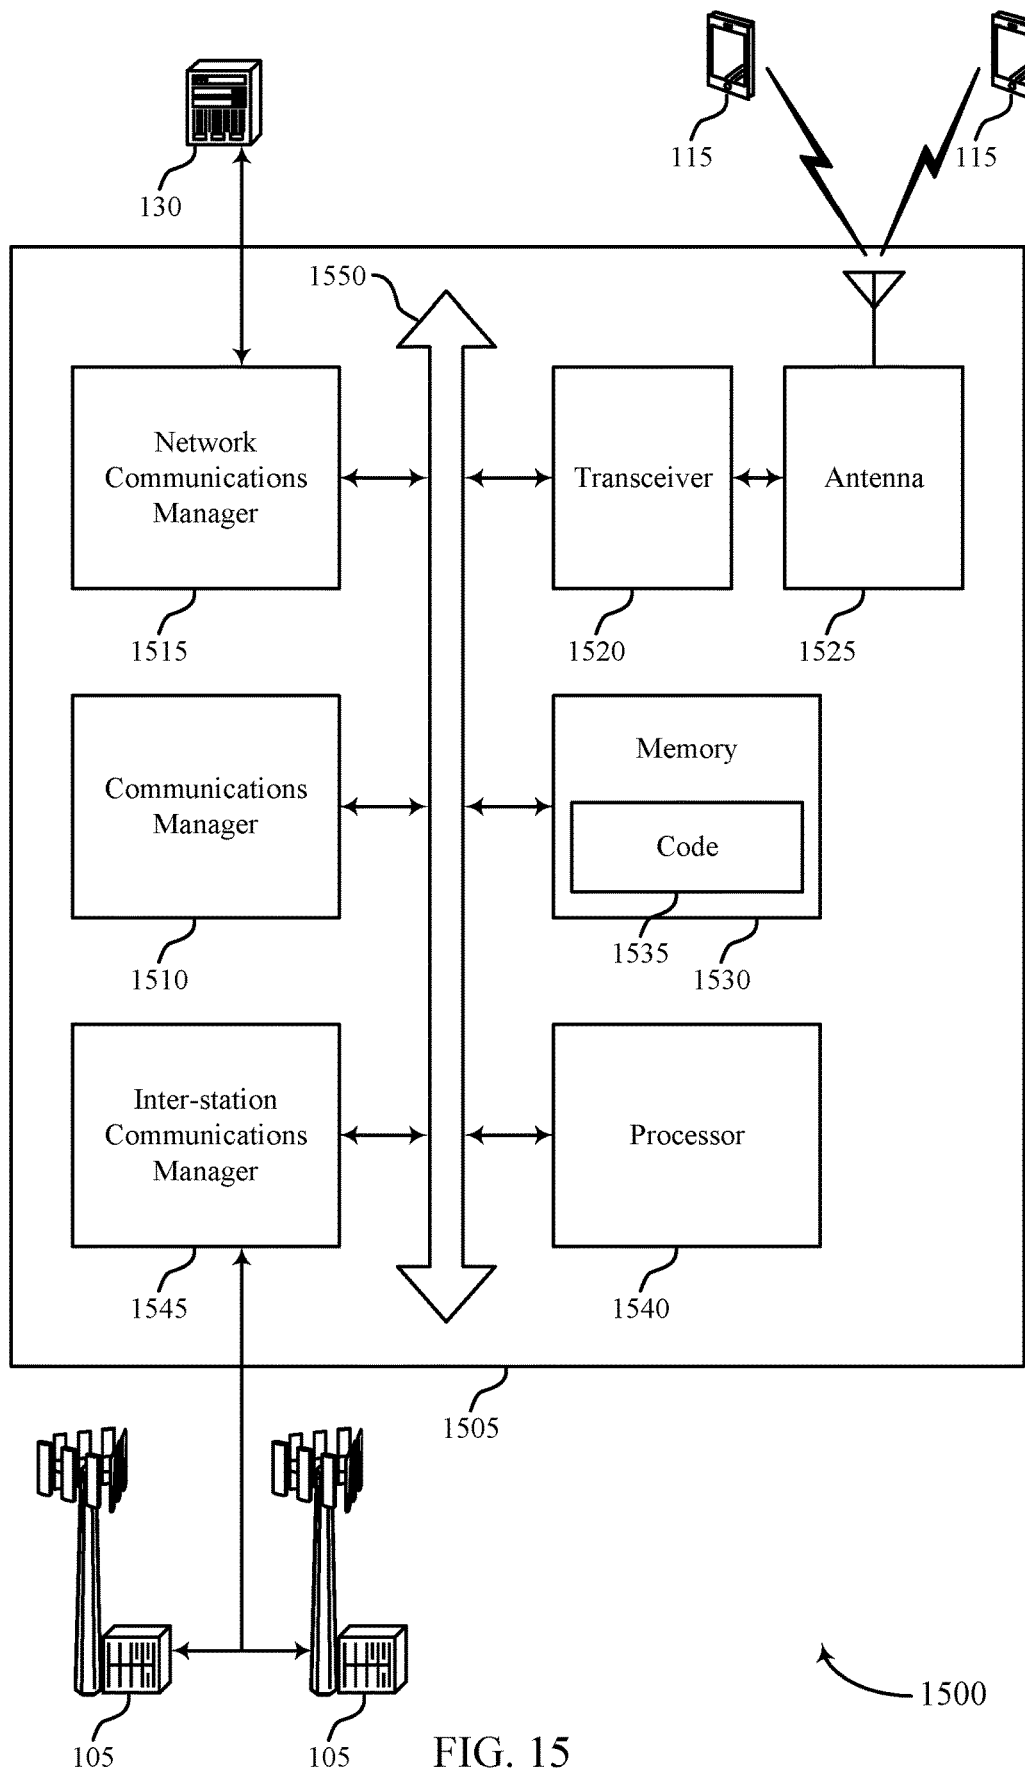 115
115
130
1550
Network
Communications
Manager
Transceiver
Antenna
1515
1520
1525
Communications
Manager
Memory
Code
1510
1535
1530
Inter-station
Communications
Manager
Processor
1545
1540
1505
1500
105
105
FIG. 15